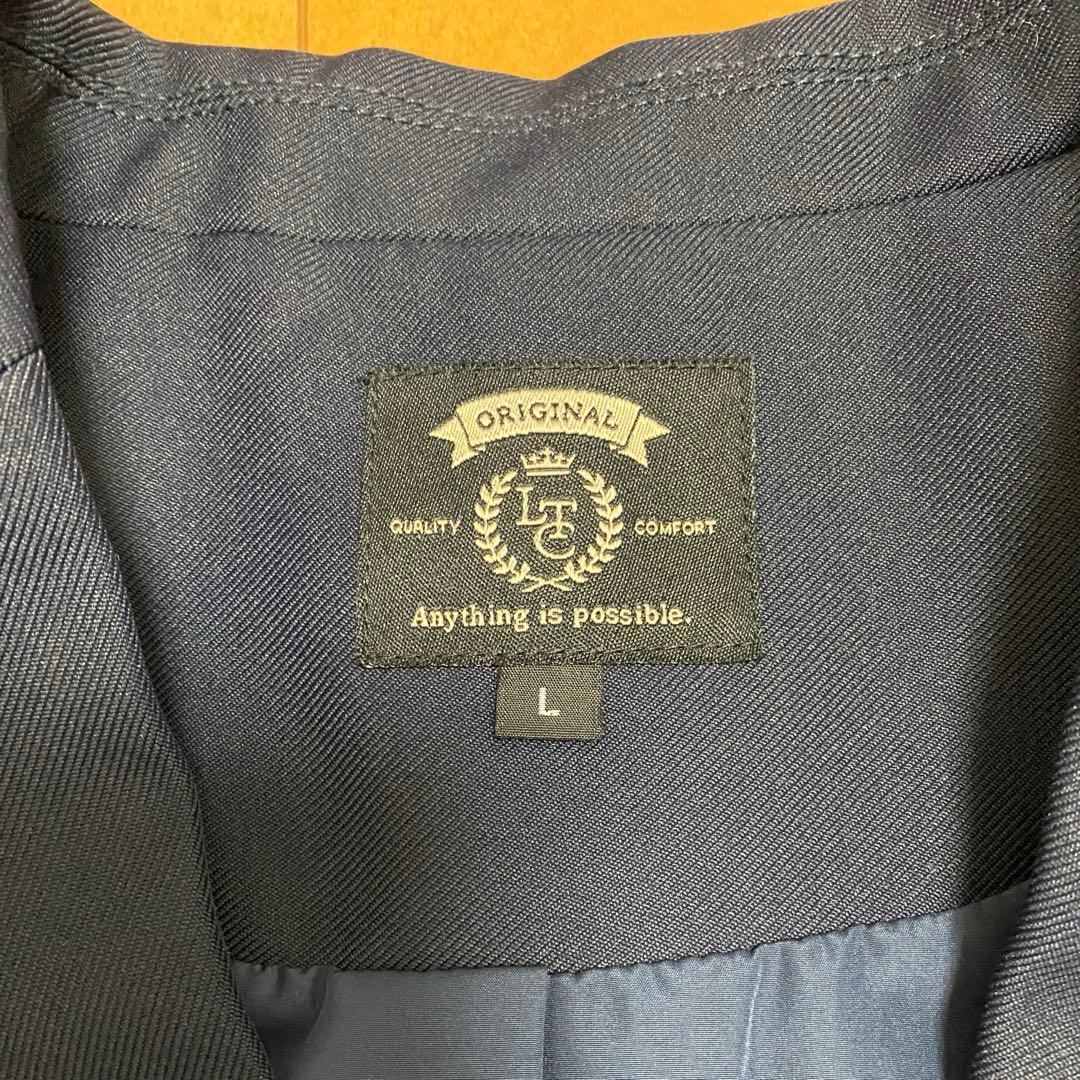 ORIGINAL
LTC
QUALITY COMFORT
Anything is possible.
L